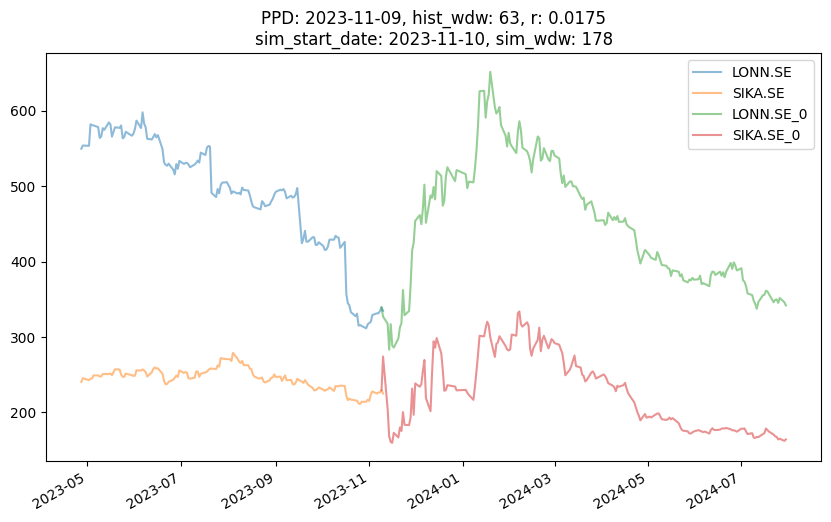 PPD: 2023-11-09, hist_wdw: 63, r: 0.0175
sim_start_date: 2023-11-10, sim_wdw: 178
LONN.SE
SIKA.SE
LONN.SE_0
SIKA.SE_0
600
500
400
300
200
2023-05
2023-07
2023-09
2023-11
2024-01
2024-03
2024-05
2024-07